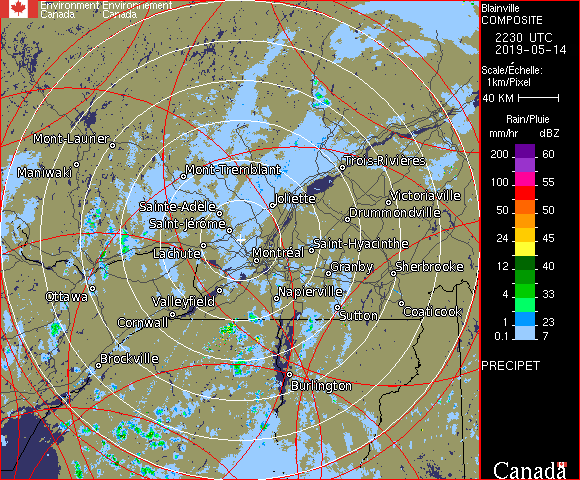 Environment Environnement
Canada Canada
Blainville
COMPOSITE
2230 UTC
2019-05-14
Scale/Échelle:
1km/Pixel
40 KM
Rain/Pluie
mm/hr dBZ
200 60
100 55
50 50
24 45
12 40
4 33
1 23
0.1 7
PRECIPET
Mont-Laurier
Maniwaki
Mont-Tremblant
Trois-Rivières
Joliette
Victoriaville
Sainte-Adèle
Drummondville
Saint-Jérôme
Lachute
Montréal
Saint-Hyacinthe
Granby
Sherbrooke
Ottawa
Valleyfield
Napierville
Cornwall
Sutton
Coaticook
Brockville
Burlington
Canada